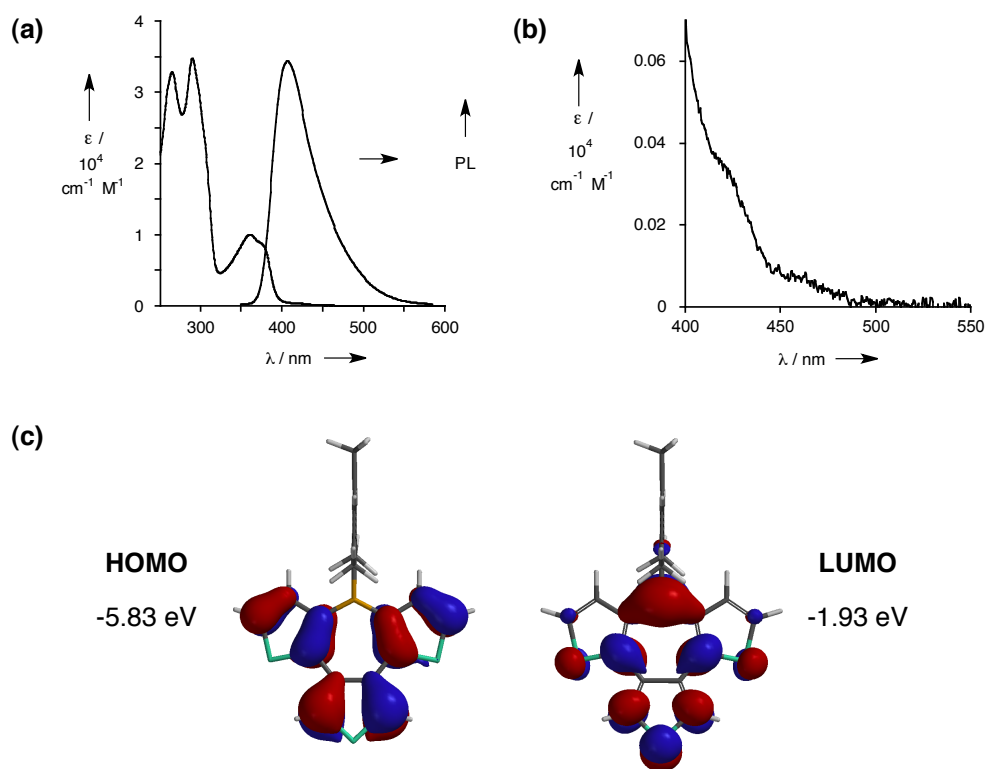 (a)
4
3
2
1
0
ε /
10⁴
cm⁻¹ M⁻¹
PL
300
400
500
600
λ / nm
(b)
0.06
0.04
0.02
0
ε /
10⁴
cm⁻¹ M⁻¹
400
450
500
550
λ / nm
(c)
HOMO
-5.83 eV
LUMO
-1.93 eV